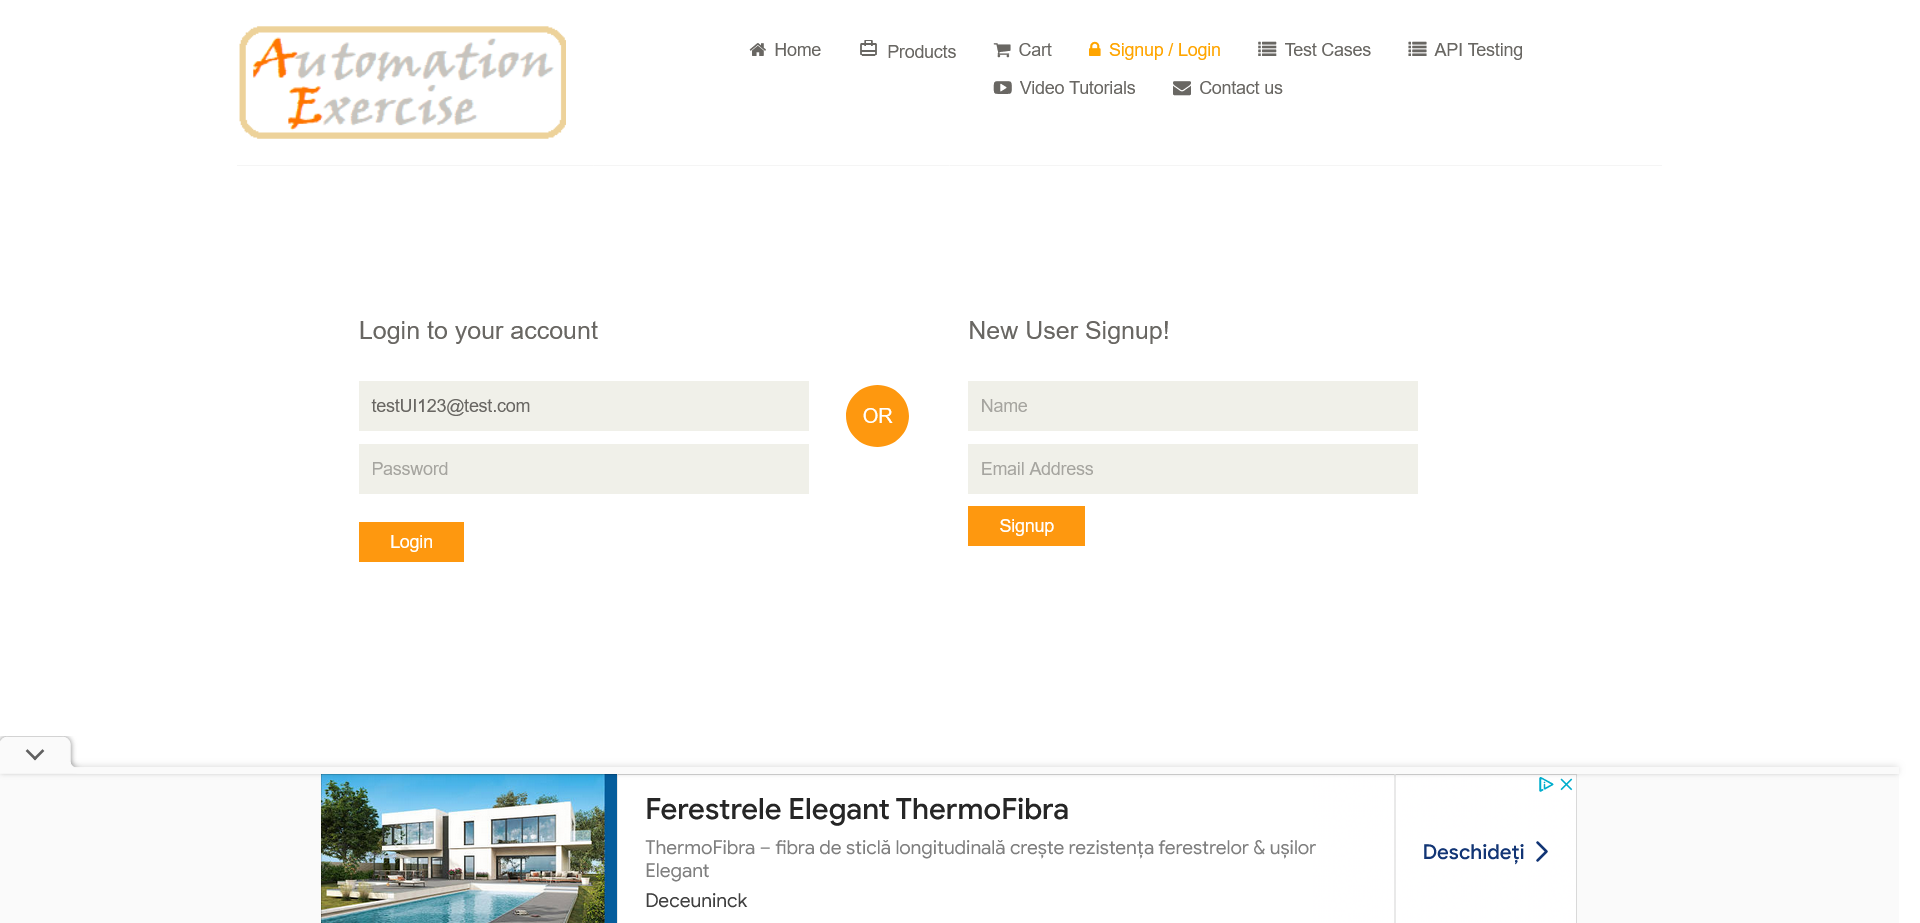 Automation
Exercise
Home
Products
Cart
Signup / Login
Test Cases
API Testing
Video Tutorials
Contact us
Login to your account
testUI123@test.com
Password
Login
OR
New User Signup!
Name
Email Address
Signup
Ferestrele Elegant ThermoFibra
ThermoFibra – fibra de sticlă longitudinală crește rezistența ferestrelor & ușilor
Elegant
Deceuninck
Deschideți